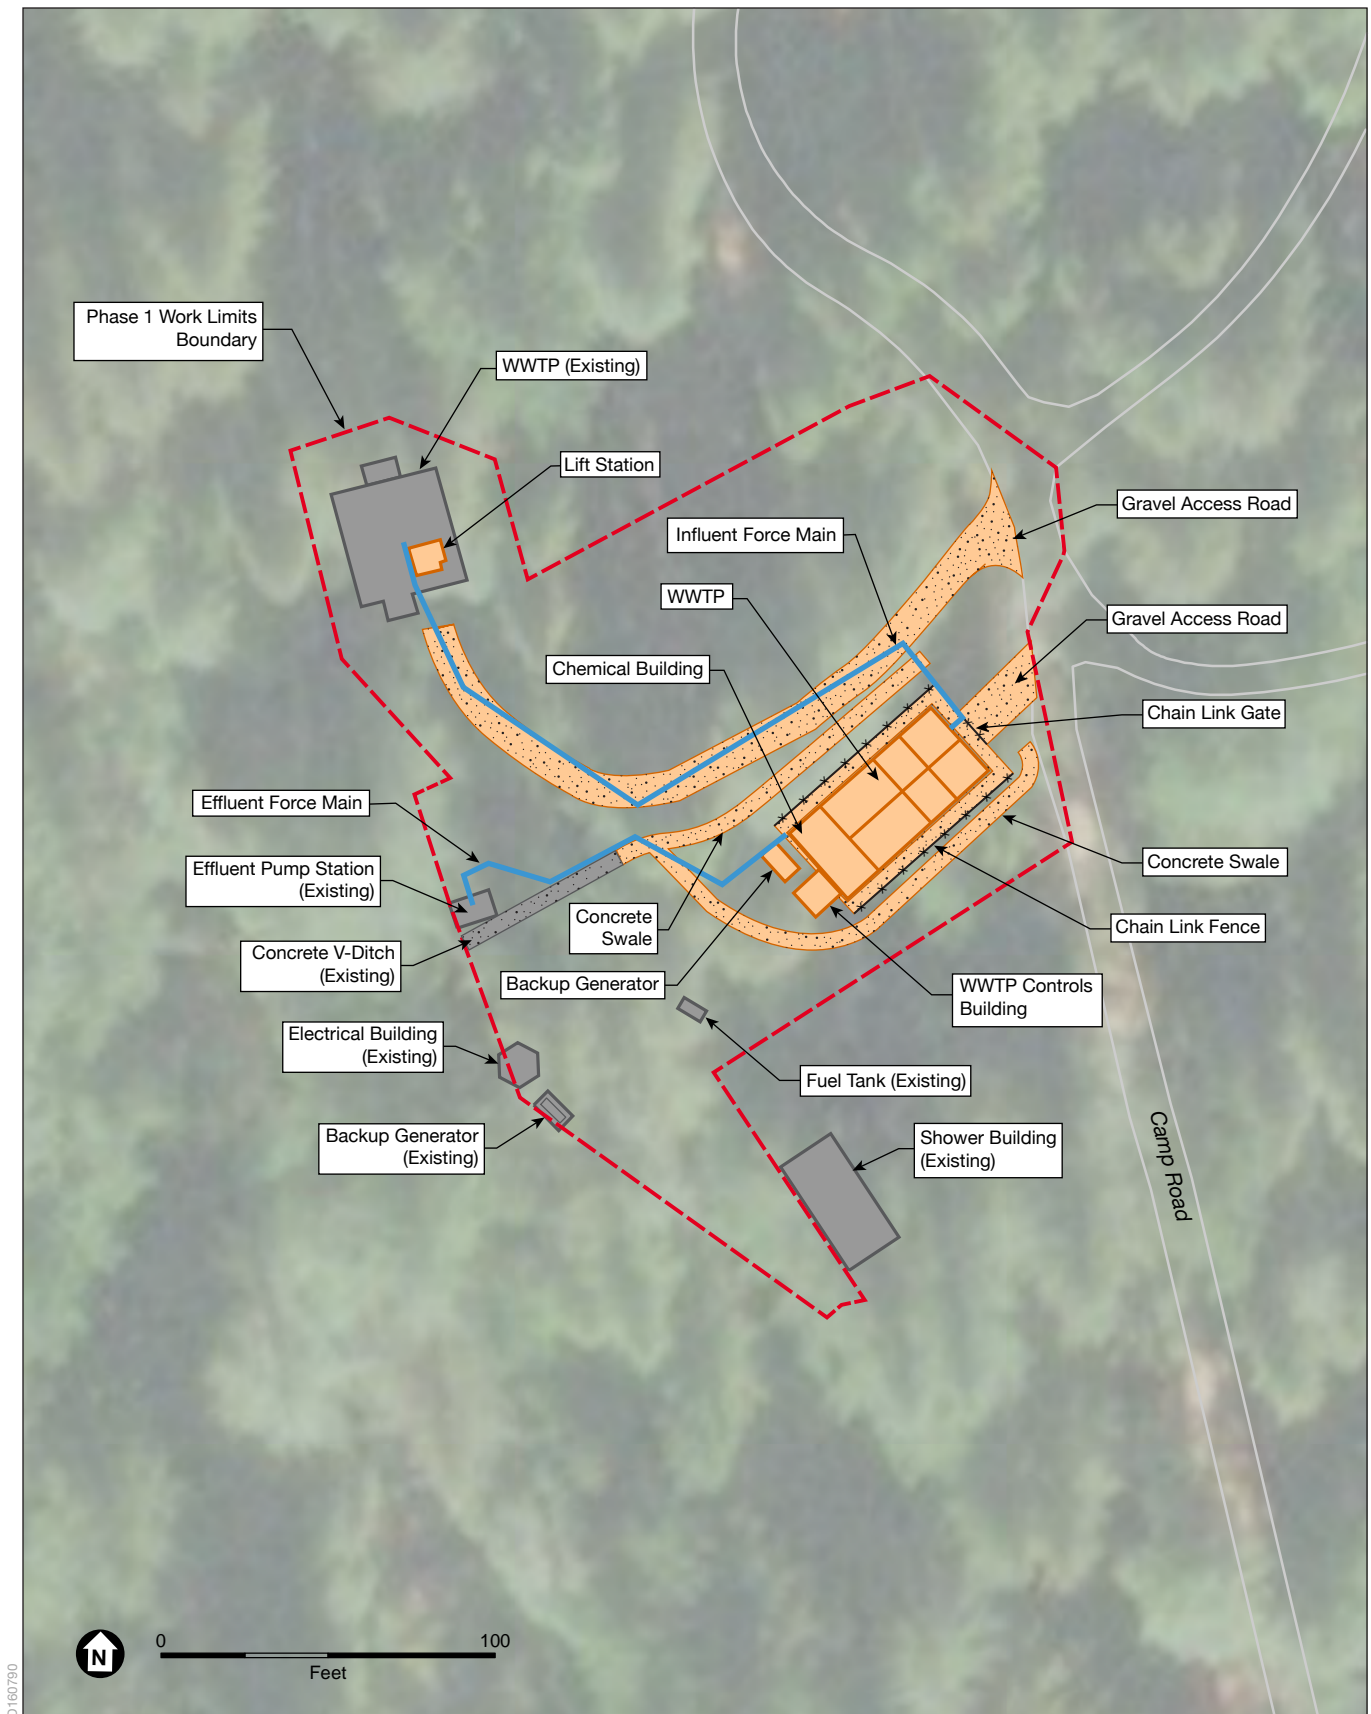 Phase 1 Work Limits
Boundary
WWTP (Existing)
Lift Station
Gravel Access Road
Influent Force Main
WWTP
Gravel Access Road
Chemical Building
Chain Link Gate
Effluent Force Main
Effluent Pump Station
(Existing)
Concrete Swale
Concrete
Swale
Chain Link Fence
Concrete V-Ditch
(Existing)
Backup Generator
WWTP Controls
Building
Electrical Building
(Existing)
Fuel Tank (Existing)
Backup Generator
(Existing)
Shower Building
(Existing)
Camp Road
N
0 100
Feet
D160790